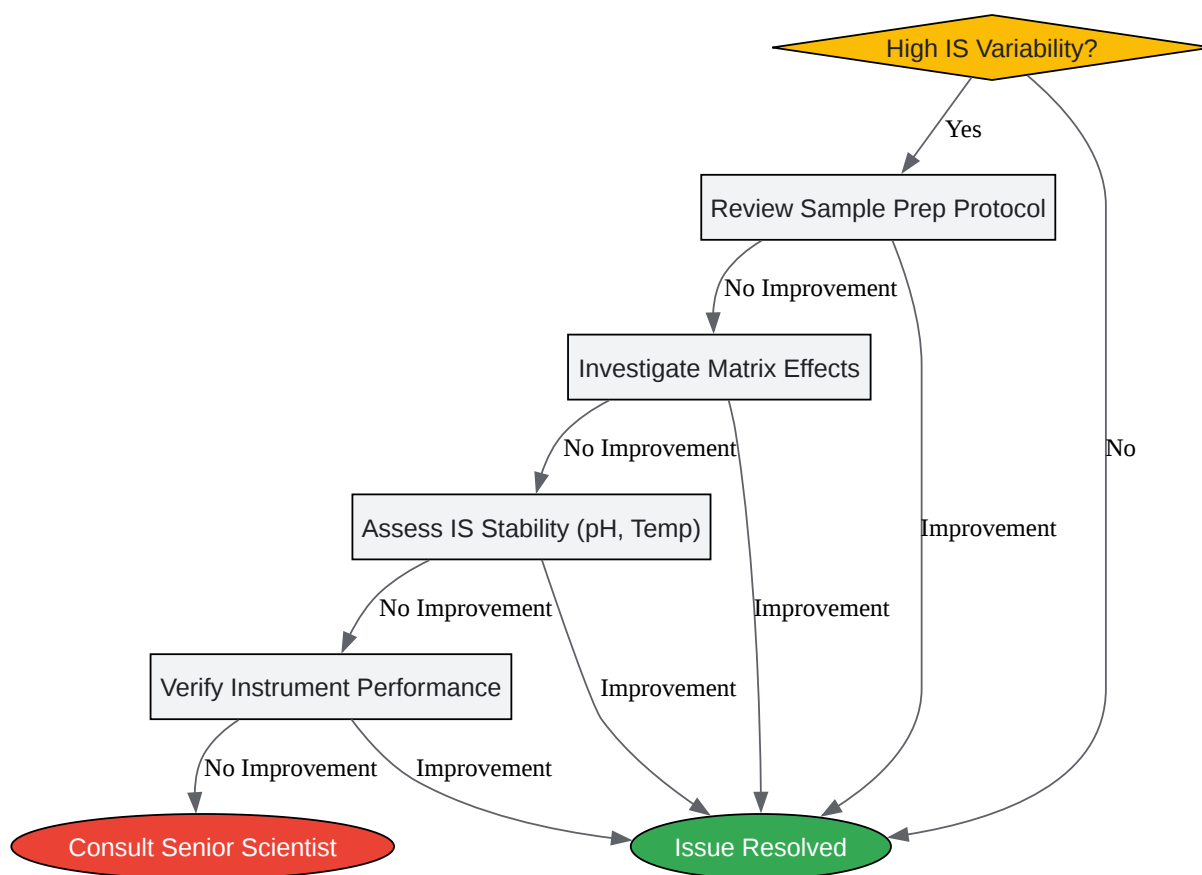 High IS Variability?
Yes
Review Sample Prep Protocol
No Improvement
Investigate Matrix Effects
No Improvement
No
Assess IS Stability (pH, Temp)
Improvement
No Improvement
Improvement
Verify Instrument Performance
Improvement
No Improvement
Improvement
Consult Senior Scientist
Issue Resolved